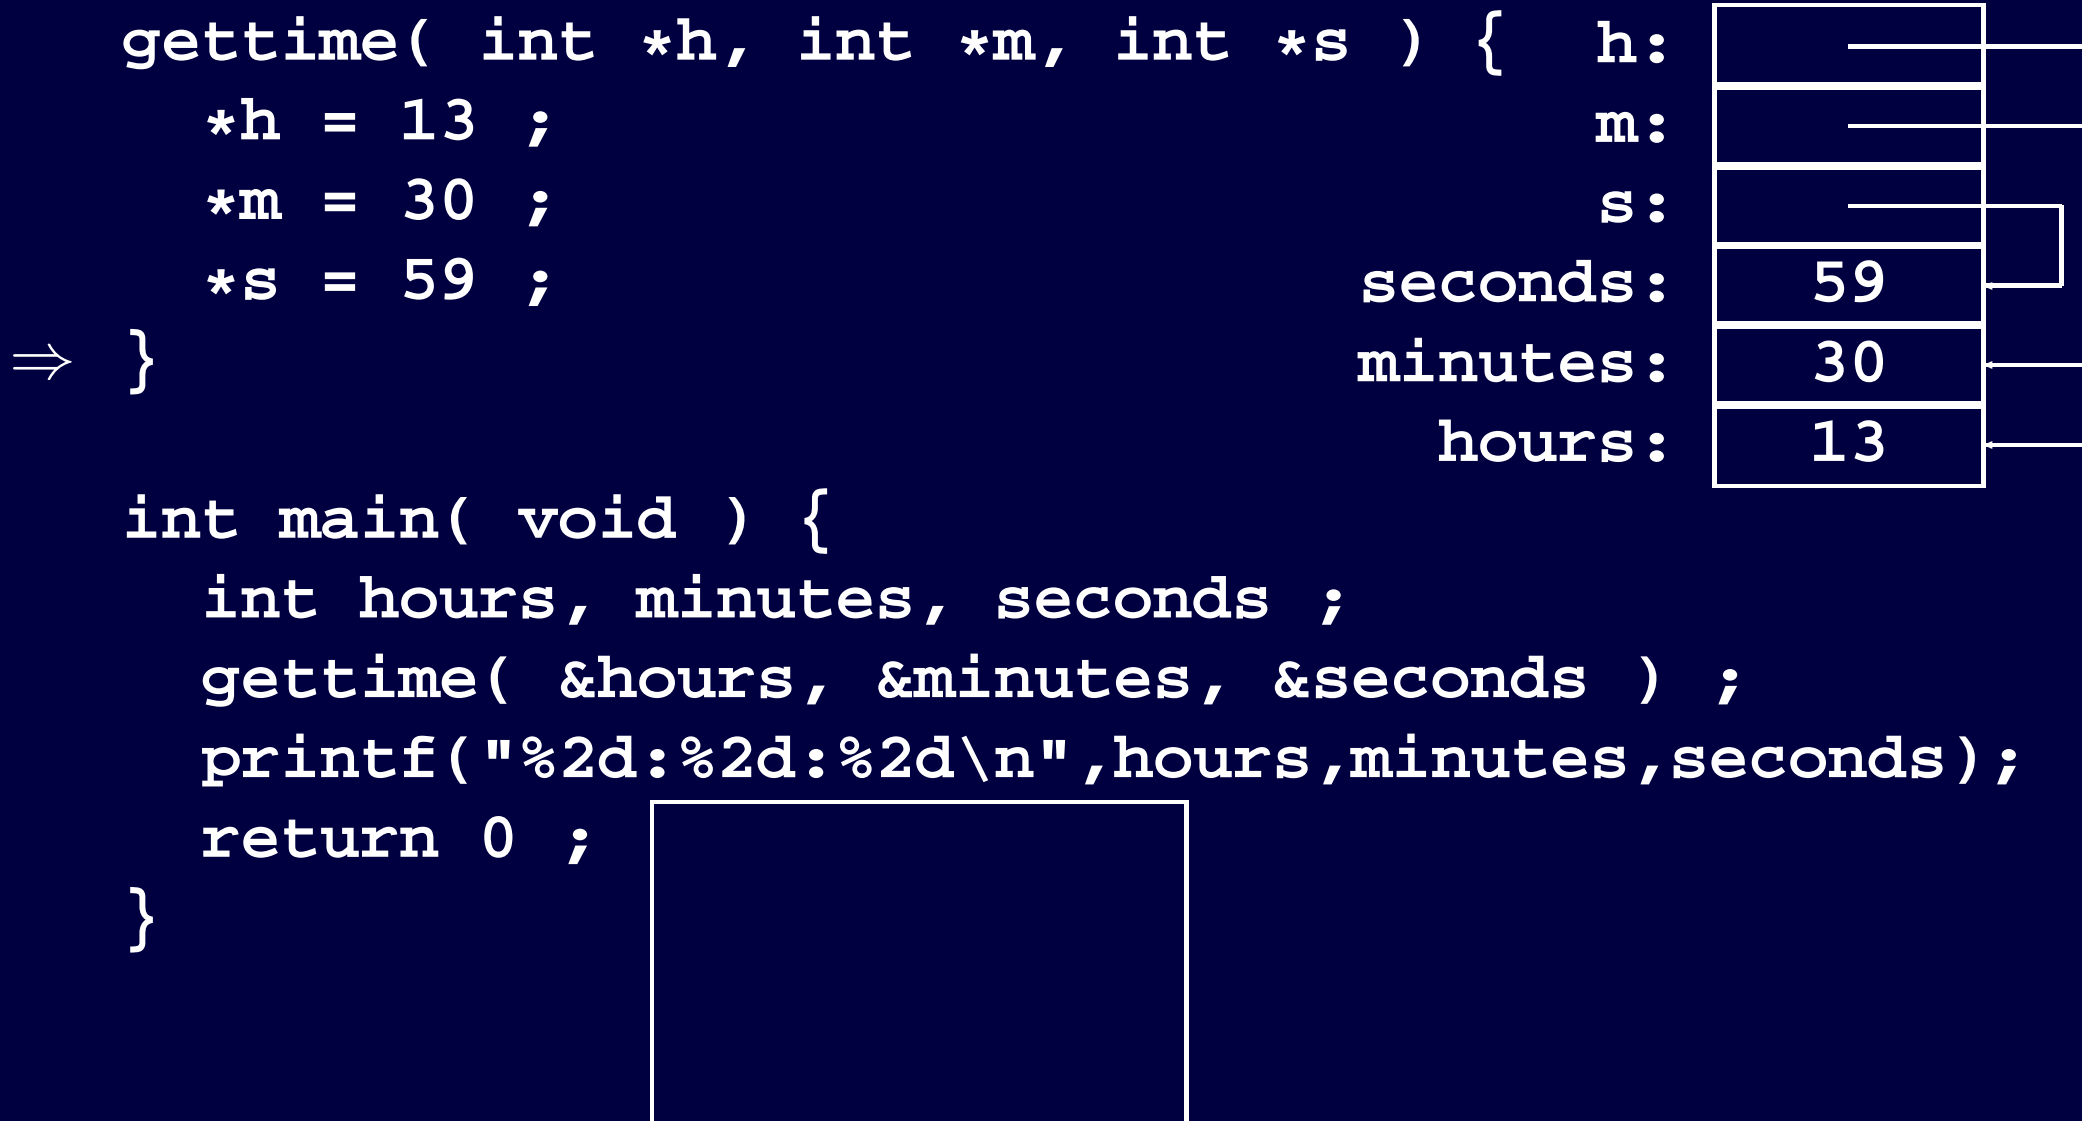 gettime( int *h, int *m, int *s ) { h:
*h = 13 ; m:
*m = 30 ; s:
*s = 59 ; seconds: 59
⇒ } minutes: 30
hours: 13
int main( void ) {
int hours, minutes, seconds ;
gettime( &hours, &minutes, &seconds ) ;
printf("%2d:%2d:%2d\n",hours,minutes,seconds);
return 0 ;
}